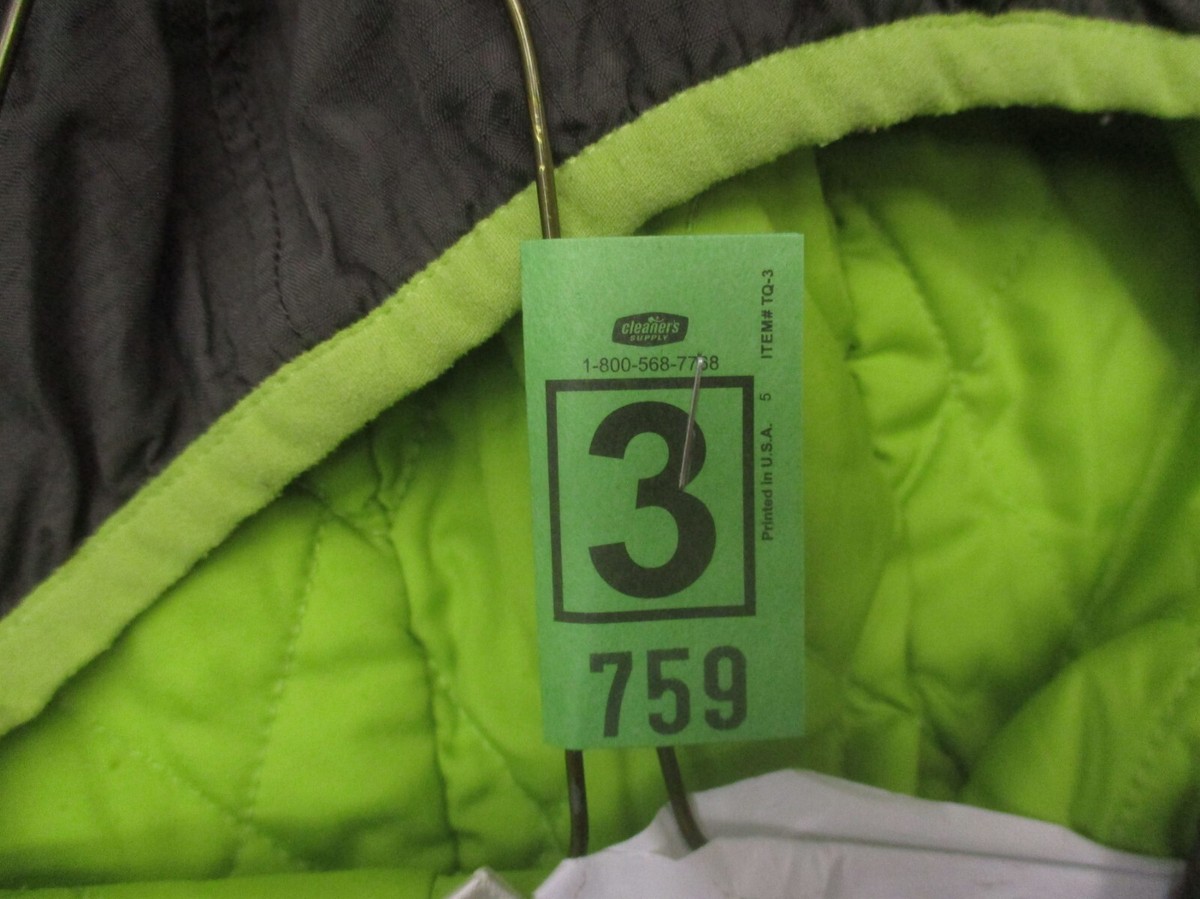 cleaners
SUPPLY
1-800-568-7768
3
759
ITEM# TQ-3
Printed in U.S.A. 5